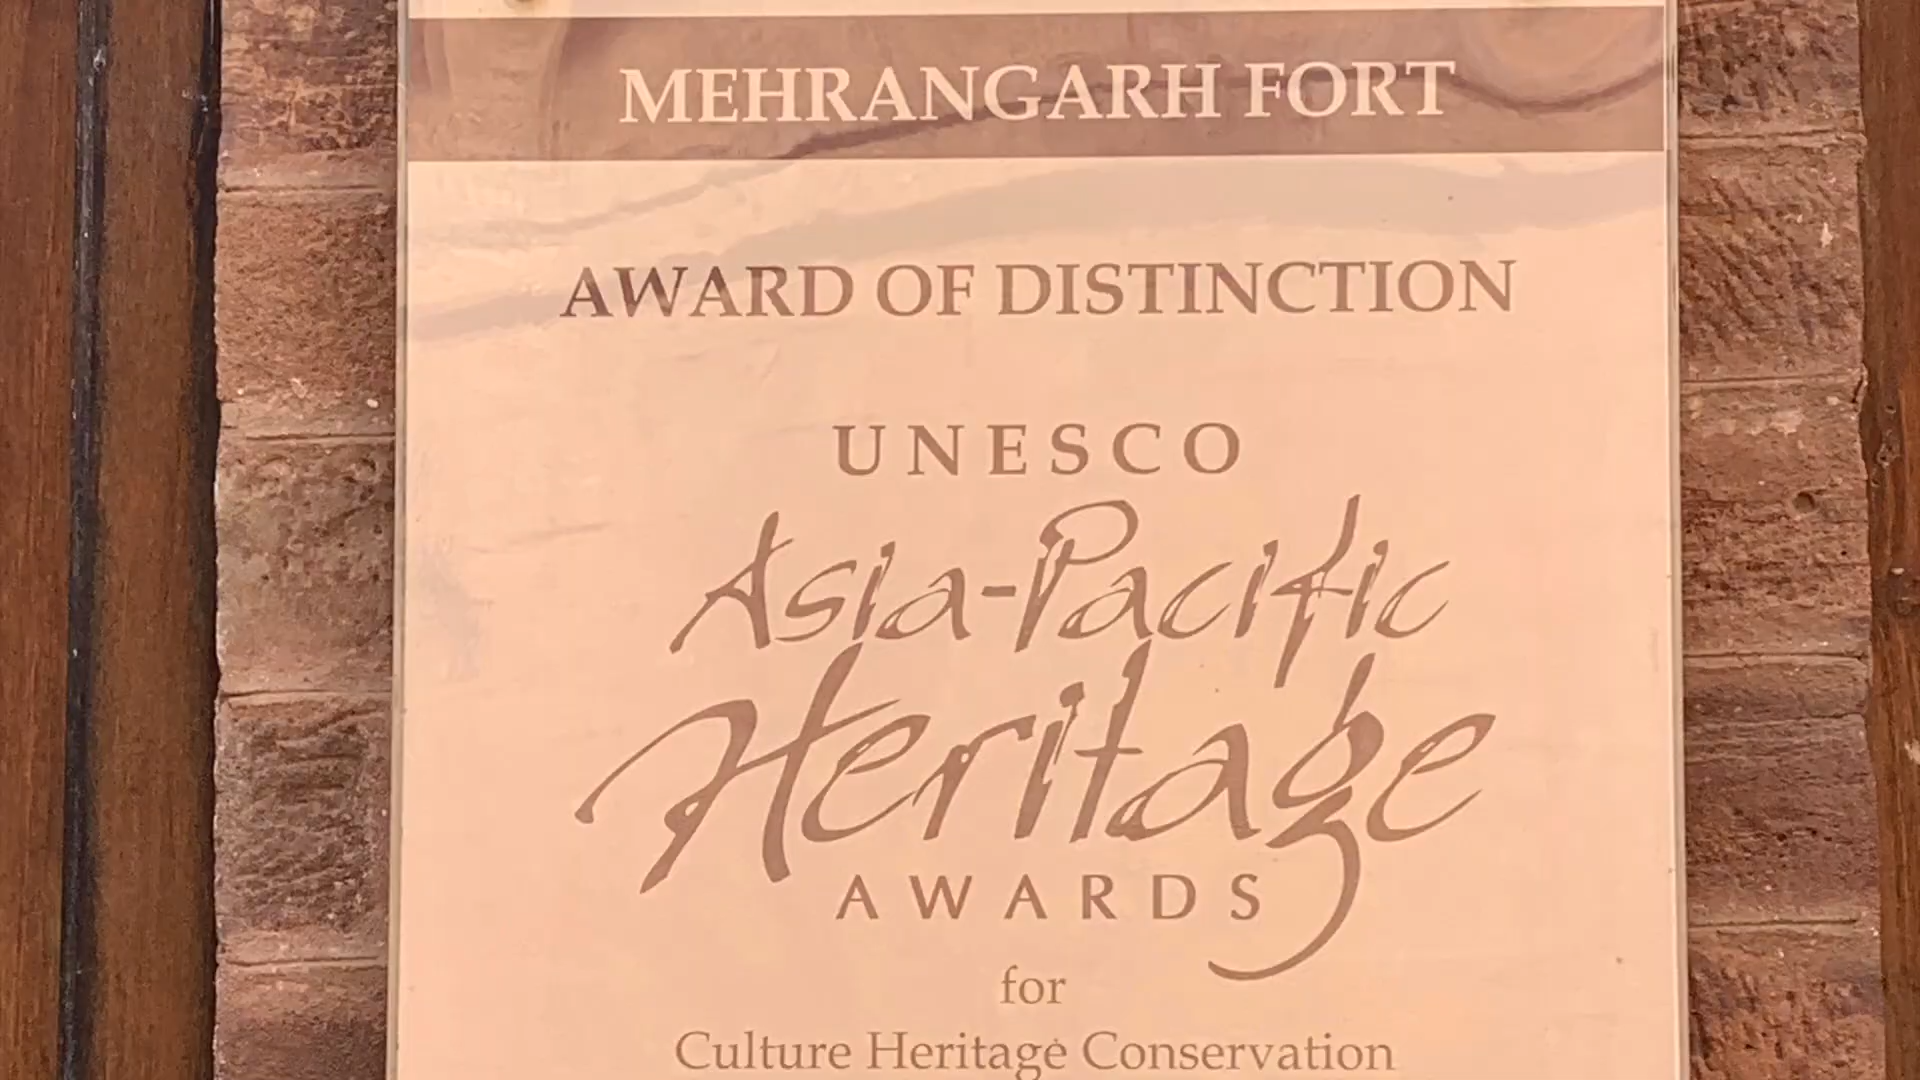 MEHRANGARH FORT
AWARD OF DISTINCTION
UNESCO
Asia-Pacific
Heritage
AWARDS
for
Culture Heritage Conservation